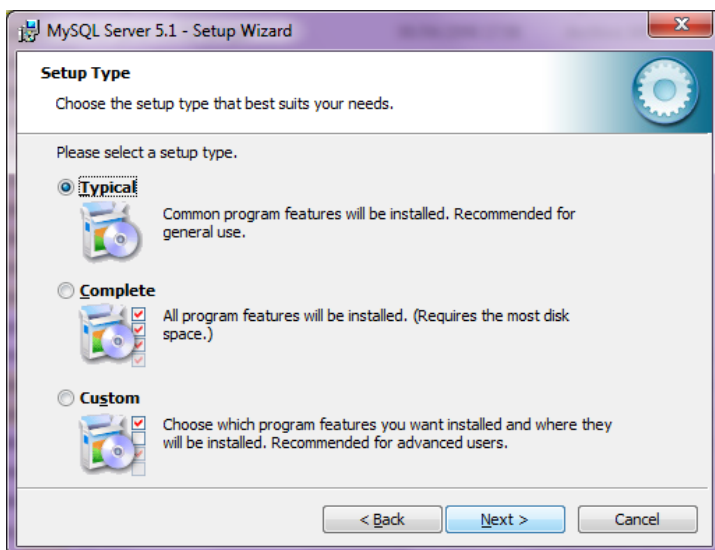 MySQL Server 5.1 - Setup Wizard
Setup Type
Choose the setup type that best suits your needs.
Please select a setup type.
Typical
Common program features will be installed. Recommended for
general use.
Complete
All program features will be installed. (Requires the most disk
space.)
Custom
Choose which program features you want installed and where they
will be installed. Recommended for advanced users.
< Back Next > Cancel